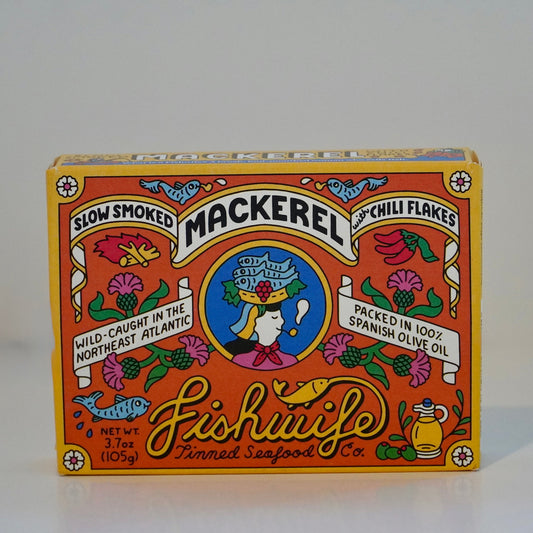 MACKEREL
SLOW SMOKED
MACKEREL
with CHILI FLAKES
WILD-CAUGHT IN THE
NORTHEAST ATLANTIC
PACKED IN 100%
SPANISH OLIVE OIL
Fishwife
Tinned Seafood Co.
NET WT.
3.7oz
(105g)